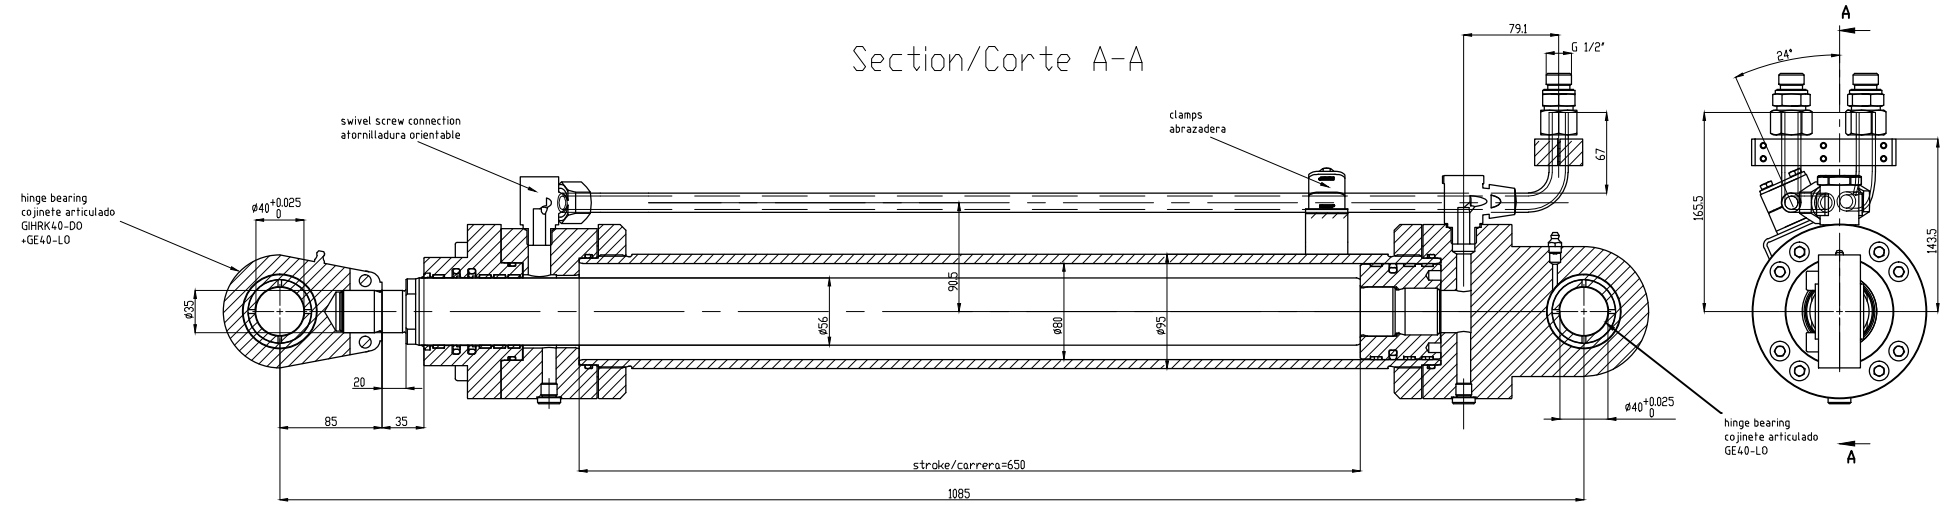 Section/Corte A-A
A
79.1
G 1/2"
24°
swivel screw connection
atornilladura orientable
clamps
abrazadera
67
165.5
143.5
hinge bearing
cojinete articulado
GIHRK40-DO
+GE40-LO
Ø40 +0.025
0
Ø35
90.5
Ø56
Ø80
Ø95
20
85
35
Ø40 +0.025
0
hinge bearing
cojinete articulado
GE40-LO
A
stroke/carrera=650
1085